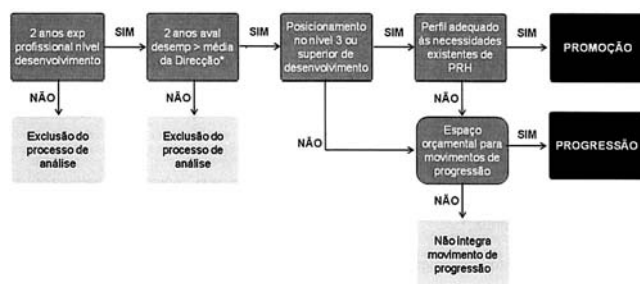 2 anos exp
profissional nível
desenvolvimento
SIM
2 anos aval
desemp > média
da Direcção*
SIM
Posicionamento
no nível 3 ou
superior de
desenvolvimento
SIM
Perfil adequado
às necessidades
existentes de
PRH
SIM
PROMOÇÃO
NÃO
NÃO
NÃO
NÃO
Exclusão do
processo de
análise
Exclusão do
processo de
análise
Espaço
orçamental para
movimentos de
progressão
SIM
PROGRESSÃO
NÃO
Não integra
movimento de
progressão